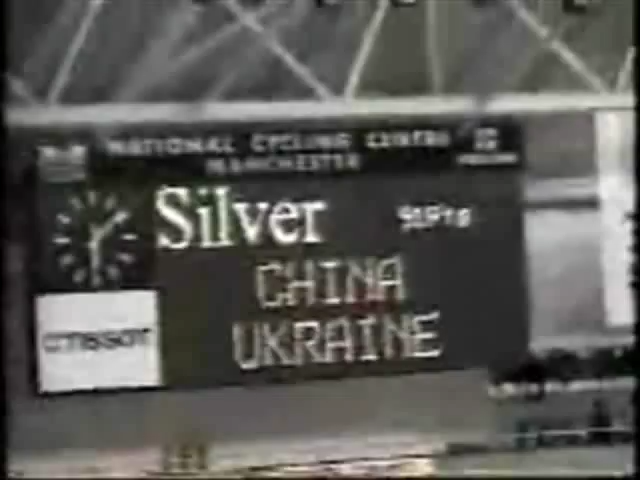 NATIONAL CYCLING CENTRE
MANCHESTER
Silver
CHINA
UKRAINE
TISSOT